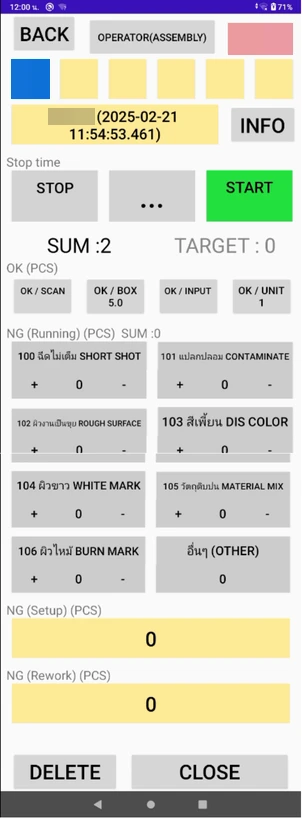 12:00 น. 71%
BACK OPERATOR(ASSEMBLY)
(2025-02-21
11:54:53.461) INFO
Stop time
STOP ... START
SUM :2 TARGET : 0
OK (PCS)
OK / SCAN OK / BOX OK / INPUT OK / UNIT
5.0 1
NG (Running) (PCS) SUM :0
100 ฉีดไม่เต็ม SHORT SHOT 101 แปลกปลอม CONTAMINATE
+ 0 - + 0 -
102 ผิวงานเป็นขุย ROUGH SURFACE 103 สีเพี้ยน DIS COLOR
+ 0 - + 0 -
104 ผิวขาว WHITE MARK 105 วัตถุดิบปน MATERIAL MIX
+ 0 - + 0 -
106 ผิวไหม้ BURN MARK อื่นๆ (OTHER)
+ 0 - 0
NG (Setup) (PCS)
0
NG (Rework) (PCS)
0
DELETE CLOSE